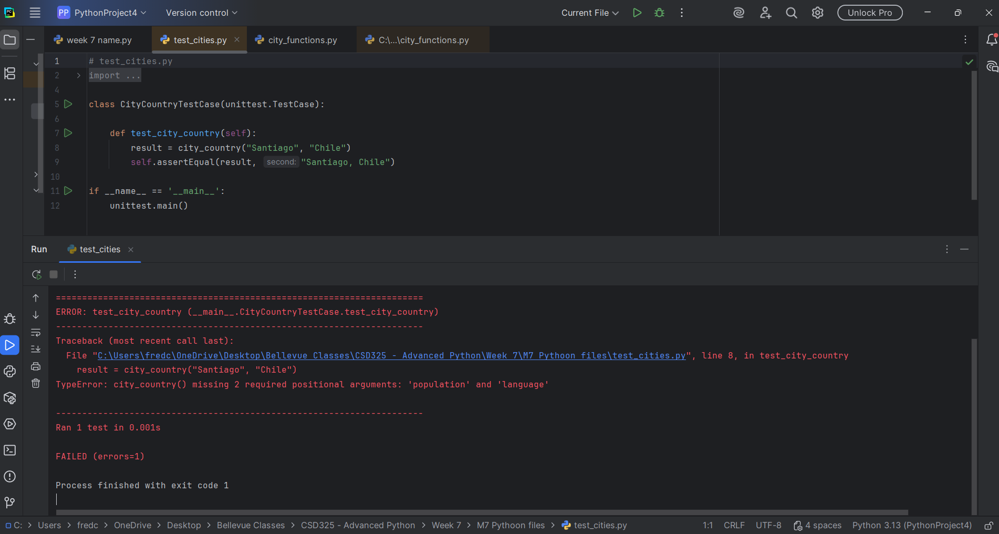 PC
PP PythonProject4 Version control Current File Unlock Pro
week 7 name.py test_cities.py city_functions.py C:\...\city_functions.py
1 # test_cities.py
2 import ...
4
5 class CityCountryTestCase(unittest.TestCase):
6
7 def test_city_country(self):
8 result = city_country("Santiago", "Chile")
9 self.assertEqual(result, second: "Santiago, Chile")
10
11 if __name__ == '__main__':
12 unittest.main()
Run test_cities
======================================================================
ERROR: test_city_country (__main__.CityCountryTestCase.test_city_country)
----------------------------------------------------------------------
Traceback (most recent call last):
File "C:\Users\fredc\OneDrive\Desktop\Bellevue Classes\CSD325 - Advanced Python\Week 7\M7 Pythoon files\test_cities.py", line 8, in test_city_country
result = city_country("Santiago", "Chile")
TypeError: city_country() missing 2 required positional arguments: 'population' and 'language'
----------------------------------------------------------------------
Ran 1 test in 0.001s
FAILED (errors=1)
Process finished with exit code 1
C: > Users > fredc > OneDrive > Desktop > Bellevue Classes > CSD325 - Advanced Python > Week 7 > M7 Pythoon files > test_cities.py 1:1 CRLF UTF-8 4 spaces Python 3.13 (PythonProject4)